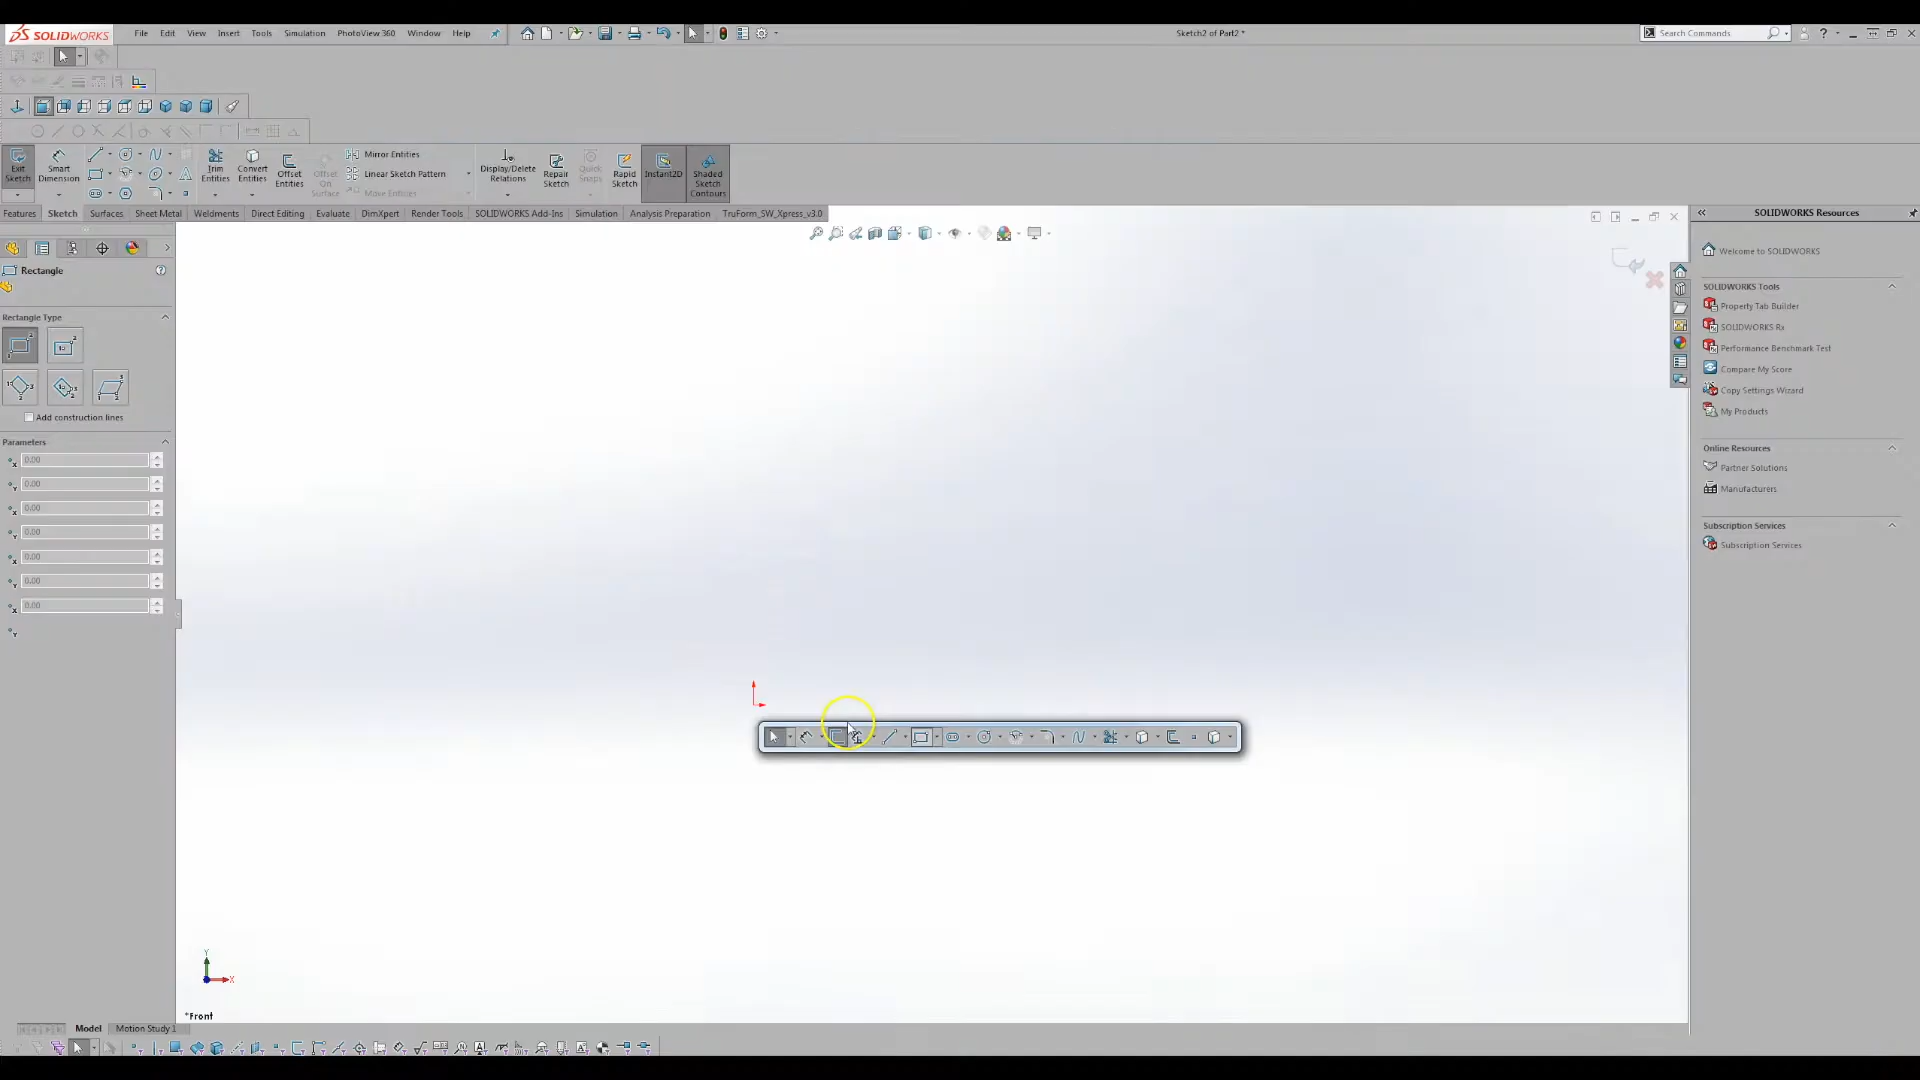 SOLIDWORKS
File Edit View Insert Tools Simulation PhotoView 360 Window Help
Sketch2 of Part2 *
Search Commands
Exit Sketch
Smart Dimension
Trim Entities
Convert Entities
Offset Entities
Offset On Surface
Mirror Entities
Linear Sketch Pattern
Move Entities
Display/Delete Relations
Repair Sketch
Quick Snaps
Rapid Sketch
Instant2D
Shaded Sketch Contours
Features Sketch Surfaces Sheet Metal Weldments Direct Editing Evaluate DimXpert Render Tools SOLIDWORKS Add-Ins Simulation Analysis Preparation TruForm_SW_Xpress_v3.0
Rectangle
Rectangle Type
Add construction lines
Parameters
0.00
0.00
0.00
0.00
0.00
0.00
0.00
SOLIDWORKS Resources
Welcome to SOLIDWORKS
SOLIDWORKS Tools
Property Tab Builder
SOLIDWORKS Rx
Performance Benchmark Test
Compare My Score
Copy Settings Wizard
My Products
Online Resources
Partner Solutions
Manufacturers
Subscription Services
Subscription Services
Y
X
*Front
Model Motion Study 1